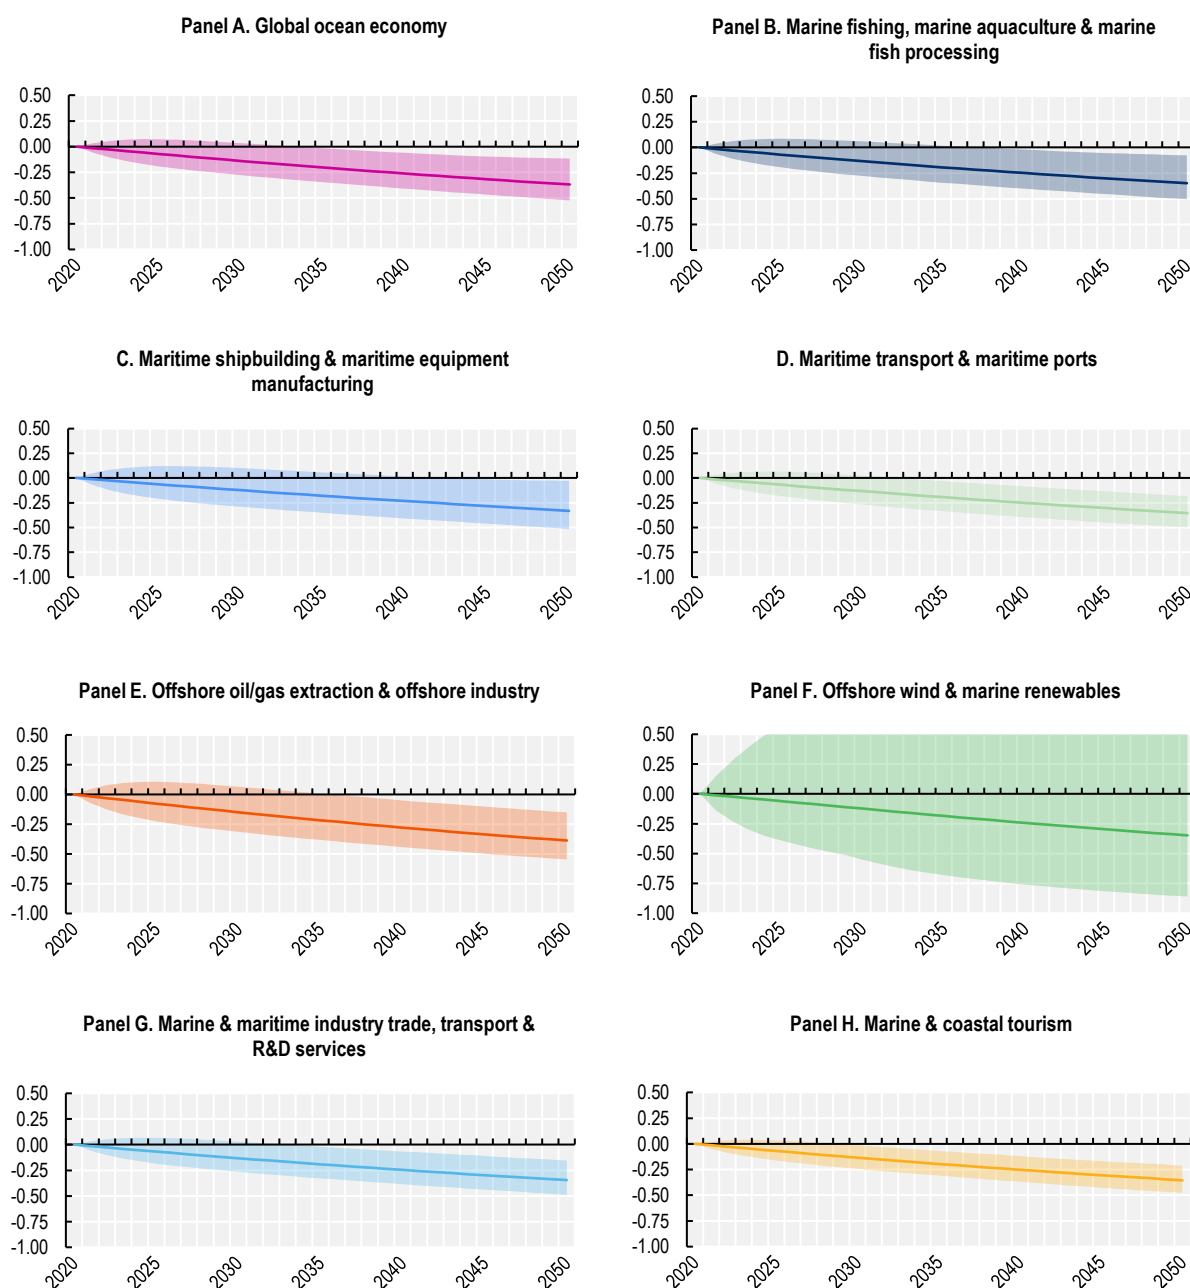 Panel A. Global ocean economy
0.50
0.25
0.00
-0.25
-0.50
-0.75
-1.00
2020 2025 2030 2035 2040 2045 2050
Panel B. Marine fishing, marine aquaculture & marine
fish processing
0.50
0.25
0.00
-0.25
-0.50
-0.75
-1.00
2020 2025 2030 2035 2040 2045 2050
C. Maritime shipbuilding & maritime equipment
manufacturing
0.50
0.25
0.00
-0.25
-0.50
-0.75
-1.00
2020 2025 2030 2035 2040 2045 2050
D. Maritime transport & maritime ports
0.50
0.25
0.00
-0.25
-0.50
-0.75
-1.00
2020 2025 2030 2035 2040 2045 2050
Panel E. Offshore oil/gas extraction & offshore industry
0.50
0.25
0.00
-0.25
-0.50
-0.75
-1.00
2020 2025 2030 2035 2040 2045 2050
Panel F. Offshore wind & marine renewables
0.50
0.25
0.00
-0.25
-0.50
-0.75
-1.00
2020 2025 2030 2035 2040 2045 2050
Panel G. Marine & maritime industry trade, transport &
R&D services
0.50
0.25
0.00
-0.25
-0.50
-0.75
-1.00
2020 2025 2030 2035 2040 2045 2050
Panel H. Marine & coastal tourism
0.50
0.25
0.00
-0.25
-0.50
-0.75
-1.00
2020 2025 2030 2035 2040 2045 2050